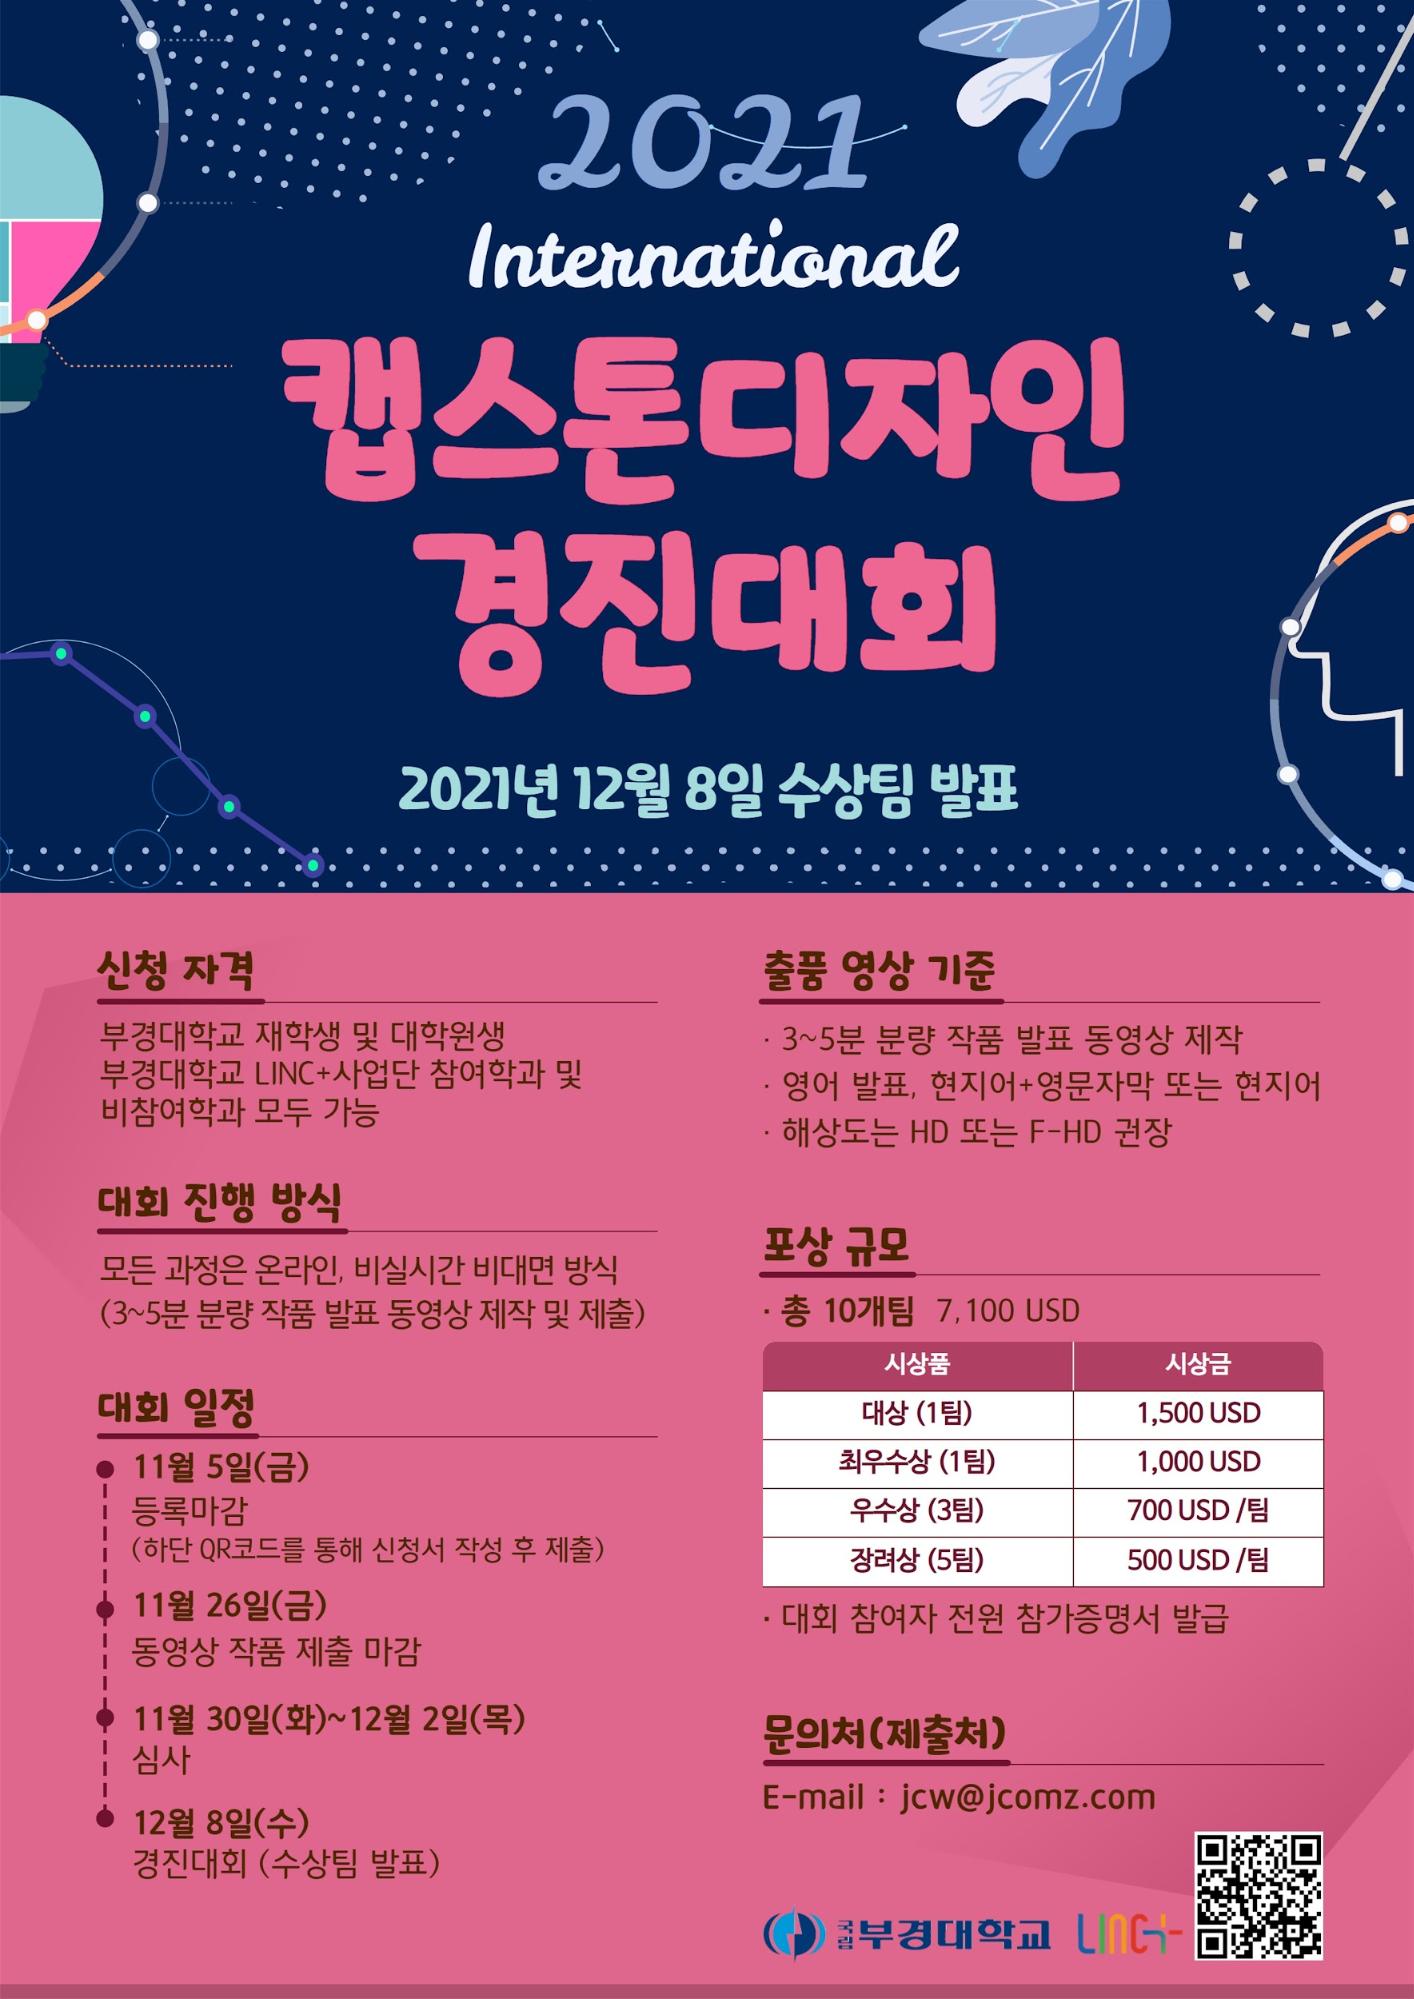 2021
International
캡스톤디자인
경진대회
2021년 12월 8일 수상팀 발표
신청 자격
부경대학교 재학생 및 대학원생
부경대학교 LINC+사업단 참여학과 및
비참여학과 모두 가능
대회 진행 방식
모든 과정은 온라인, 비실시간 비대면 방식
(3~5분 분량 작품 발표 동영상 제작 및 제출)
대회 일정
11월 5일(금)
등록마감
(하단 QR코드를 통해 신청서 작성 후 제출)
11월 26일(금)
동영상 작품 제출 마감
11월 30일(화)~12월 2일(목)
심사
12월 8일(수)
경진대회 (수상팀 발표)
출품 영상 기준
· 3~5분 분량 작품 발표 동영상 제작
· 영어 발표, 현지어+영문자막 또는 현지어
· 해상도는 HD 또는 F-HD 권장
포상 규모
· 총 10개팀 7,100 USD
시상품 시상금
대상 (1팀) 1,500 USD
최우수상 (1팀) 1,000 USD
우수상 (3팀) 700 USD /팀
장려상 (5팀) 500 USD /팀
· 대회 참여자 전원 참가증명서 발급
문의처(제출처)
E-mail : jcw@jcomz.com
국립 부경대학교 LINC+